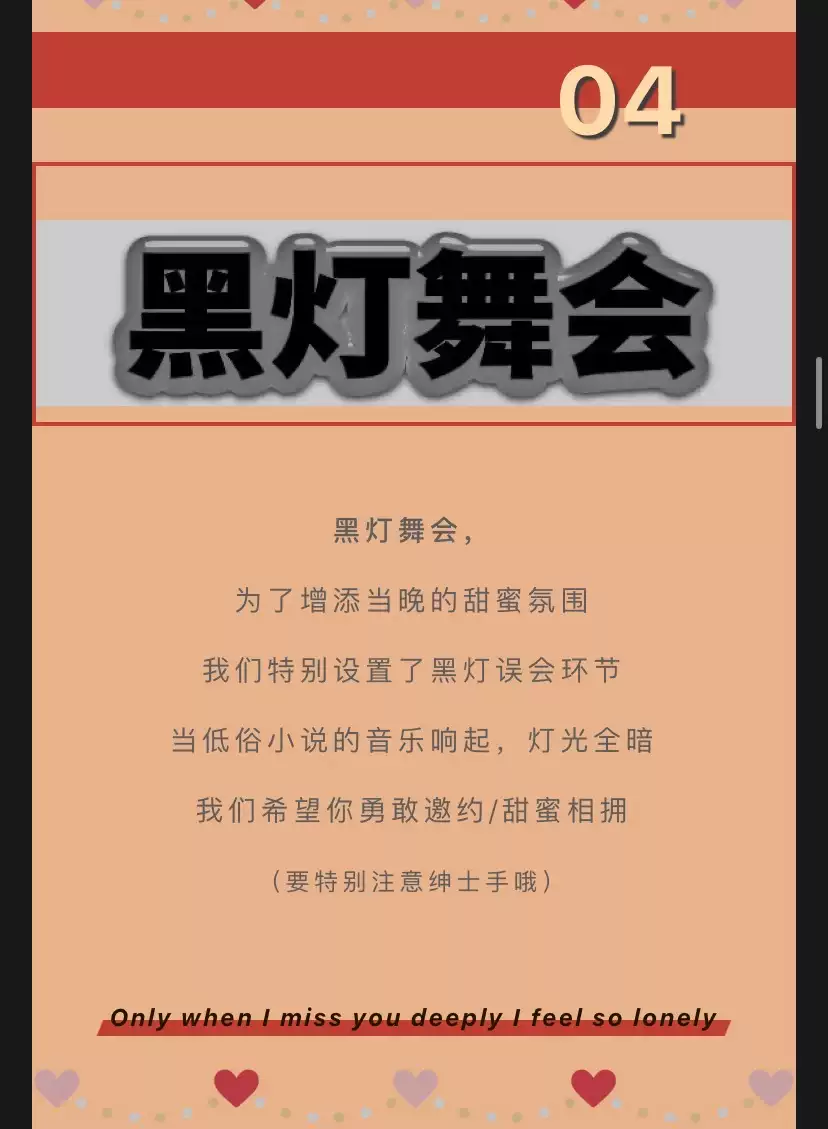 04
黑灯舞会
黑灯舞会，
为了增添当晚的甜蜜氛围
我们特别设置了黑灯误会环节
当低俗小说的音乐响起，灯光全暗
我们希望你勇敢邀约/甜蜜相拥
（要特别注意绅士手哦）
Only when I miss you deeply I feel so lonely